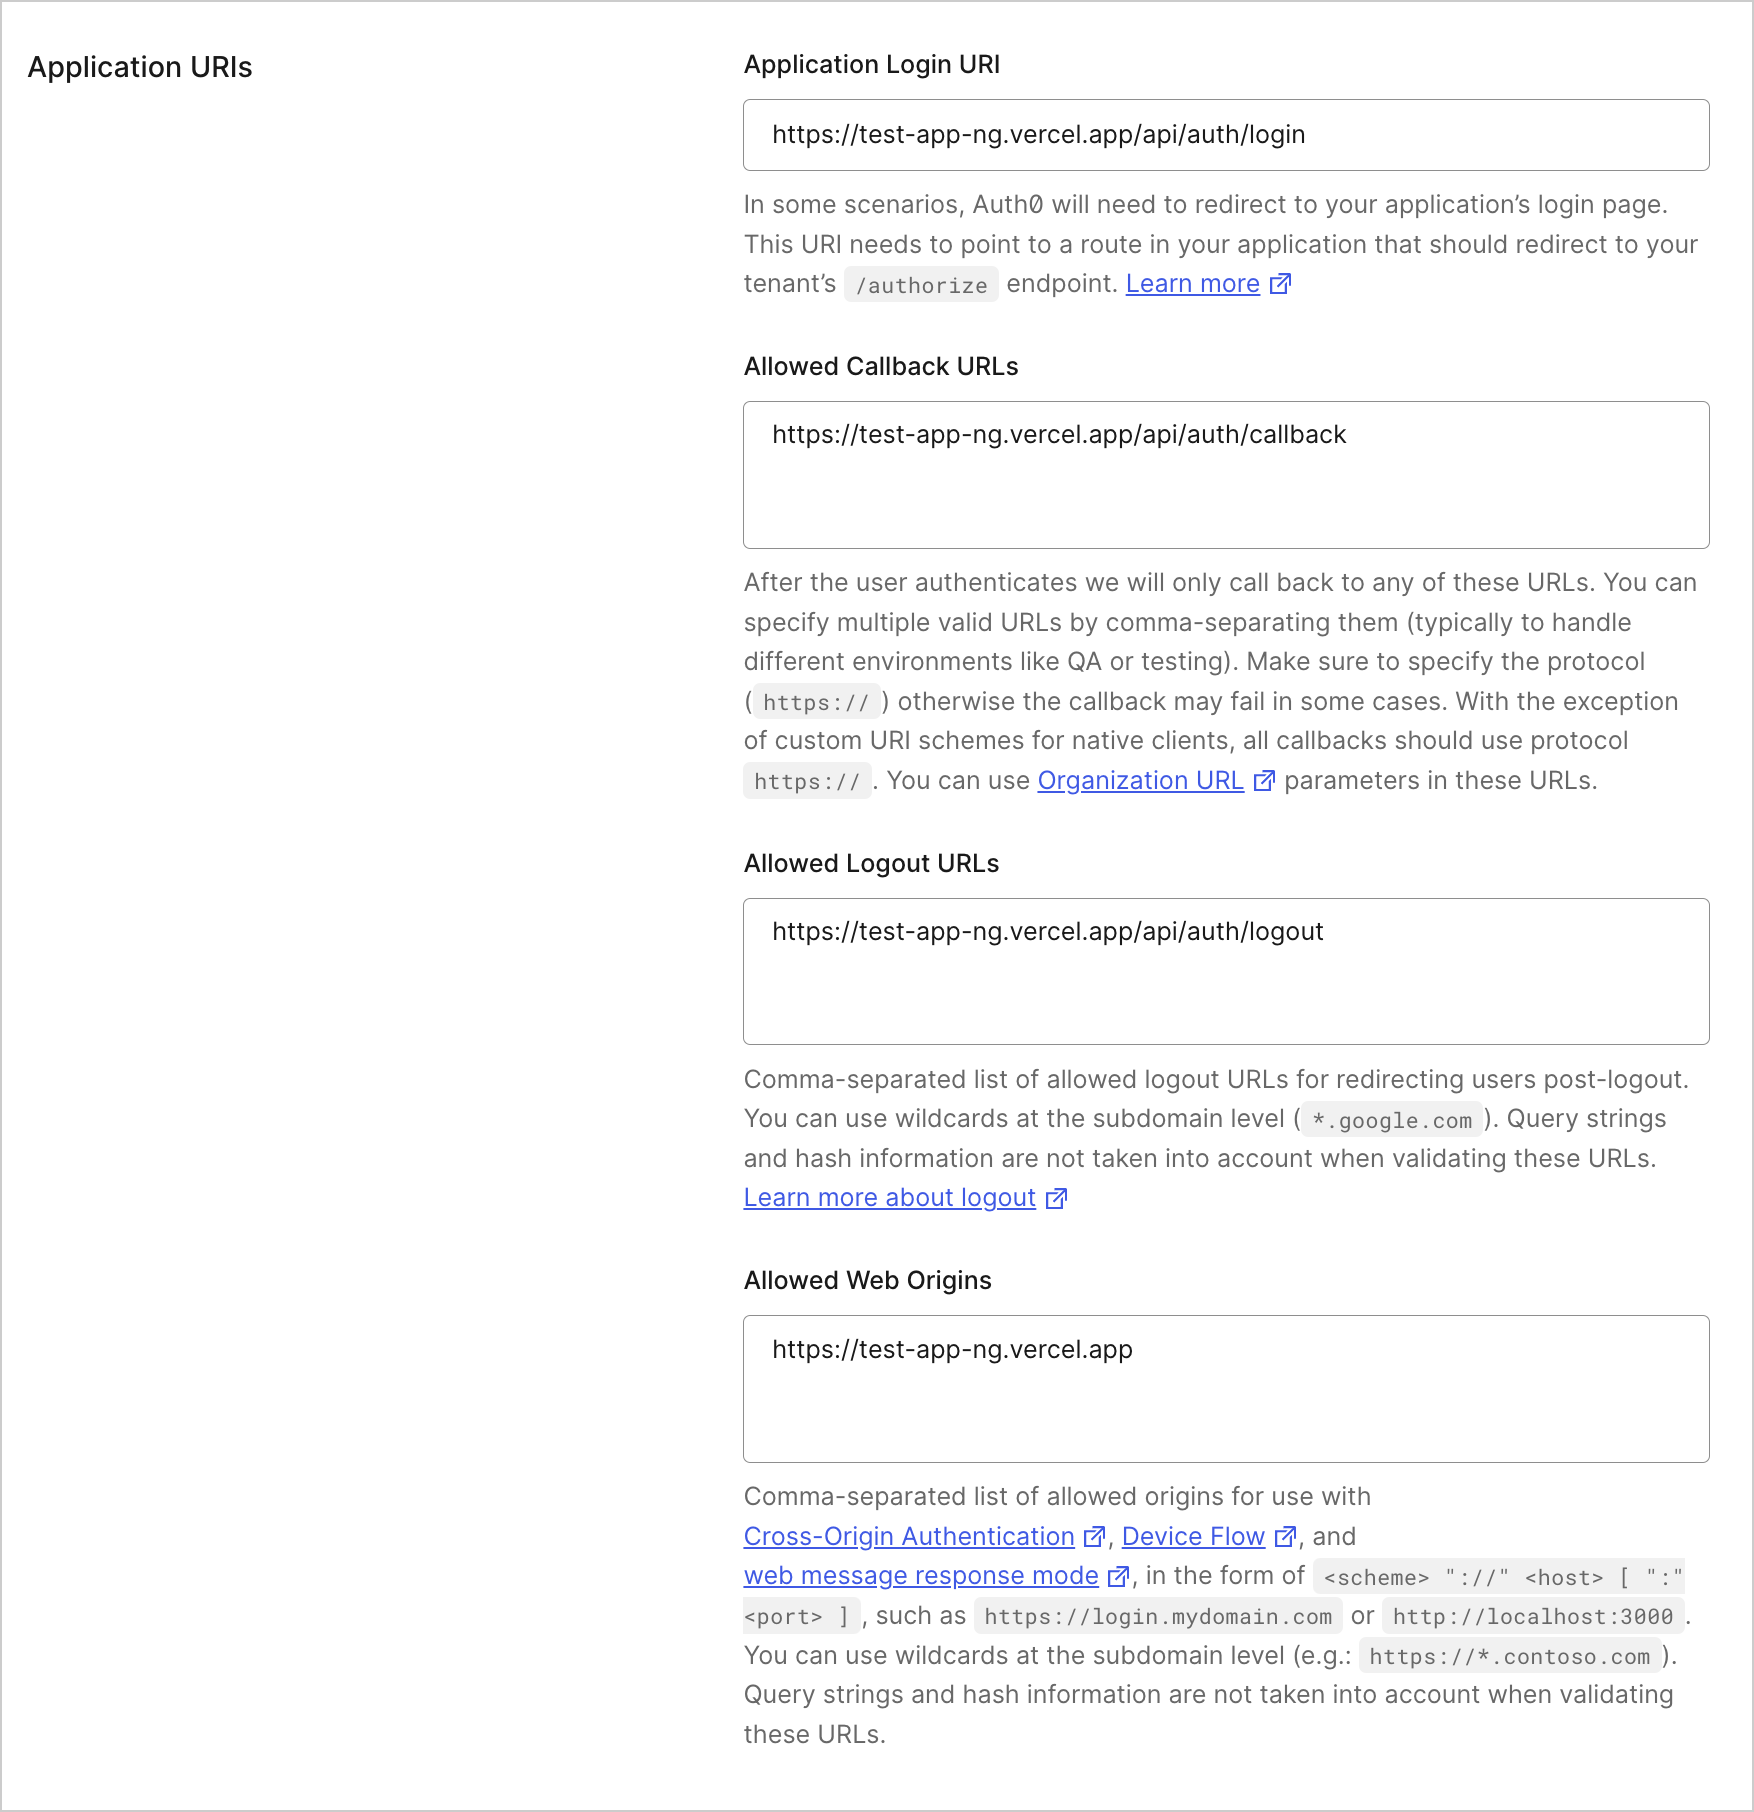 Application URIs
Application Login URI
https://test-app-ng.vercel.app/api/auth/login
In some scenarios, Auth0 will need to redirect to your application’s login page.
This URI needs to point to a route in your application that should redirect to your
tenant’s /authorize endpoint. Learn more
Allowed Callback URLs
https://test-app-ng.vercel.app/api/auth/callback
After the user authenticates we will only call back to any of these URLs. You can
specify multiple valid URLs by comma-separating them (typically to handle
different environments like QA or testing). Make sure to specify the protocol
( https:// ) otherwise the callback may fail in some cases. With the exception
of custom URI schemes for native clients, all callbacks should use protocol
https:// . You can use Organization URL parameters in these URLs.
Allowed Logout URLs
https://test-app-ng.vercel.app/api/auth/logout
Comma-separated list of allowed logout URLs for redirecting users post-logout.
You can use wildcards at the subdomain level ( *.google.com ). Query strings
and hash information are not taken into account when validating these URLs.
Learn more about logout
Allowed Web Origins
https://test-app-ng.vercel.app
Comma-separated list of allowed origins for use with
Cross-Origin Authentication , Device Flow , and
web message response mode , in the form of <scheme> "://" <host> [ ":"
<port> ] , such as https://login.mydomain.com or http://localhost:3000 .
You can use wildcards at the subdomain level (e.g.: https://*.contoso.com ).
Query strings and hash information are not taken into account when validating
these URLs.